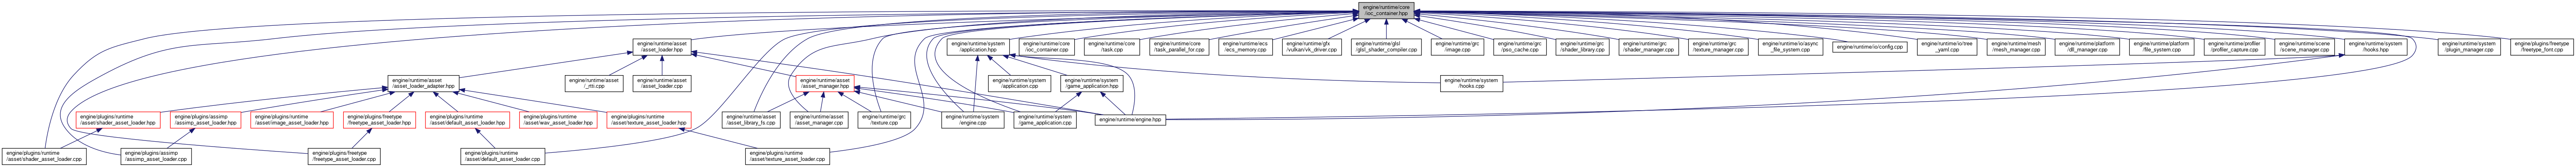 engine/runtime/core
/ioc_container.hpp
engine/runtime/asset
/asset_loader.hpp
engine/runtime/system
/application.hpp
engine/runtime/core
/ioc_container.cpp
engine/runtime/core
/task.cpp
engine/runtime/core
/task_parallel_for.cpp
engine/runtime/ecs
/ecs_memory.cpp
engine/runtime/gfx
/vulkan/vk_driver.cpp
engine/runtime/glsl
/glsl_shader_compiler.cpp
engine/runtime/grc
/image.cpp
engine/runtime/grc
/pso_cache.cpp
engine/runtime/grc
/shader_library.cpp
engine/runtime/grc
/shader_manager.cpp
engine/runtime/grc
/texture_manager.cpp
engine/runtime/io/async
_file_system.cpp
engine/runtime/io/config.cpp
engine/runtime/io/tree
_yaml.cpp
engine/runtime/mesh
/mesh_manager.cpp
engine/runtime/platform
/dll_manager.cpp
engine/runtime/platform
/file_system.cpp
engine/runtime/profiler
/profiler_capture.cpp
engine/runtime/scene
/scene_manager.cpp
engine/runtime/system
/hooks.hpp
engine/runtime/system
/plugin_manager.cpp
engine/plugins/freetype
/freetype_font.cpp
engine/runtime/asset
/asset_loader_adapter.hpp
engine/runtime/asset
/_rtti.cpp
engine/runtime/asset
/asset_loader.cpp
engine/runtime/asset
/asset_manager.hpp
engine/runtime/system
/application.cpp
engine/runtime/system
/game_application.hpp
engine/runtime/system
/hooks.cpp
engine/plugins/runtime
/asset/shader_asset_loader.hpp
engine/plugins/assimp
/assimp_asset_loader.hpp
engine/plugins/runtime
/asset/image_asset_loader.hpp
engine/plugins/freetype
/freetype_asset_loader.hpp
engine/plugins/runtime
/asset/default_asset_loader.hpp
engine/plugins/runtime
/asset/wav_asset_loader.hpp
engine/plugins/runtime
/asset/texture_asset_loader.hpp
engine/runtime/asset
/asset_library_fs.cpp
engine/runtime/asset
/asset_manager.cpp
engine/runtime/grc
/texture.cpp
engine/runtime/system
/engine.cpp
engine/runtime/system
/game_application.cpp
engine/runtime/engine.hpp
engine/plugins/runtime
/asset/shader_asset_loader.cpp
engine/plugins/assimp
/assimp_asset_loader.cpp
engine/plugins/freetype
/freetype_asset_loader.cpp
engine/plugins/runtime
/asset/default_asset_loader.cpp
engine/plugins/runtime
/asset/texture_asset_loader.cpp